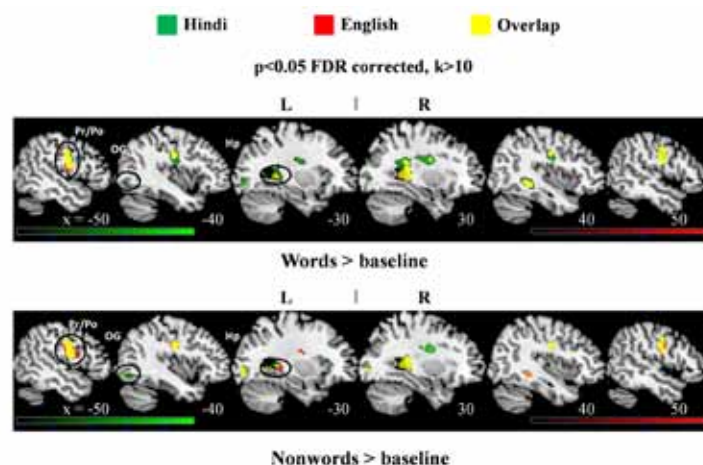 Hindi English Overlap
p<0.05 FDR corrected, k>10
L | R
Pr/Po OG Hp
x = -50 -40 -30 30 40 50
Words > baseline
L | R
Pr/Po OG Hp
x = -50 -40 -30 30 40 50
Nonwords > baseline